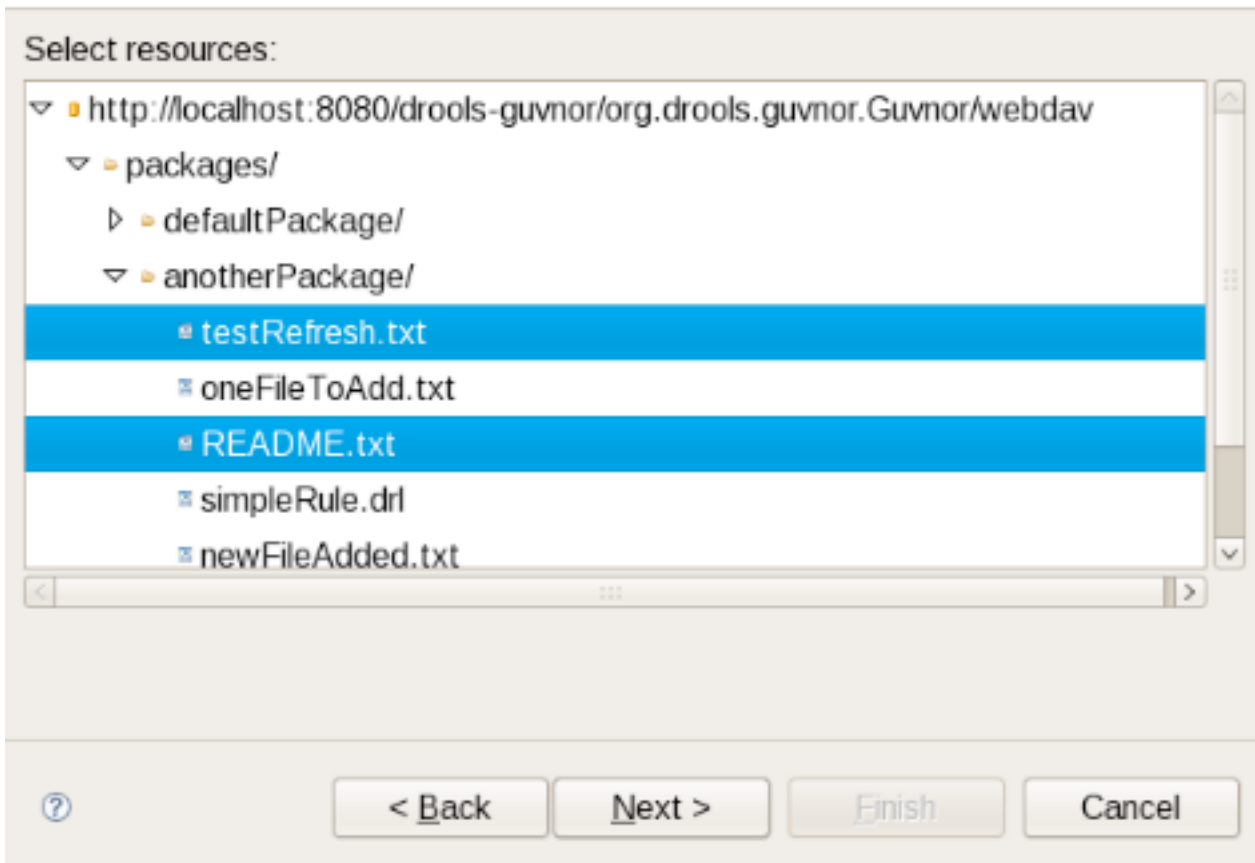 Select resources:
http://localhost:8080/drools-guvnor/org.drools.guvnor.Guvnor/webdav
packages/
defaultPackage/
anotherPackage/
testRefresh.txt
oneFileToAdd.txt
README.txt
simpleRule.drl
newFileAdded.txt
? < Back Next > Finish Cancel